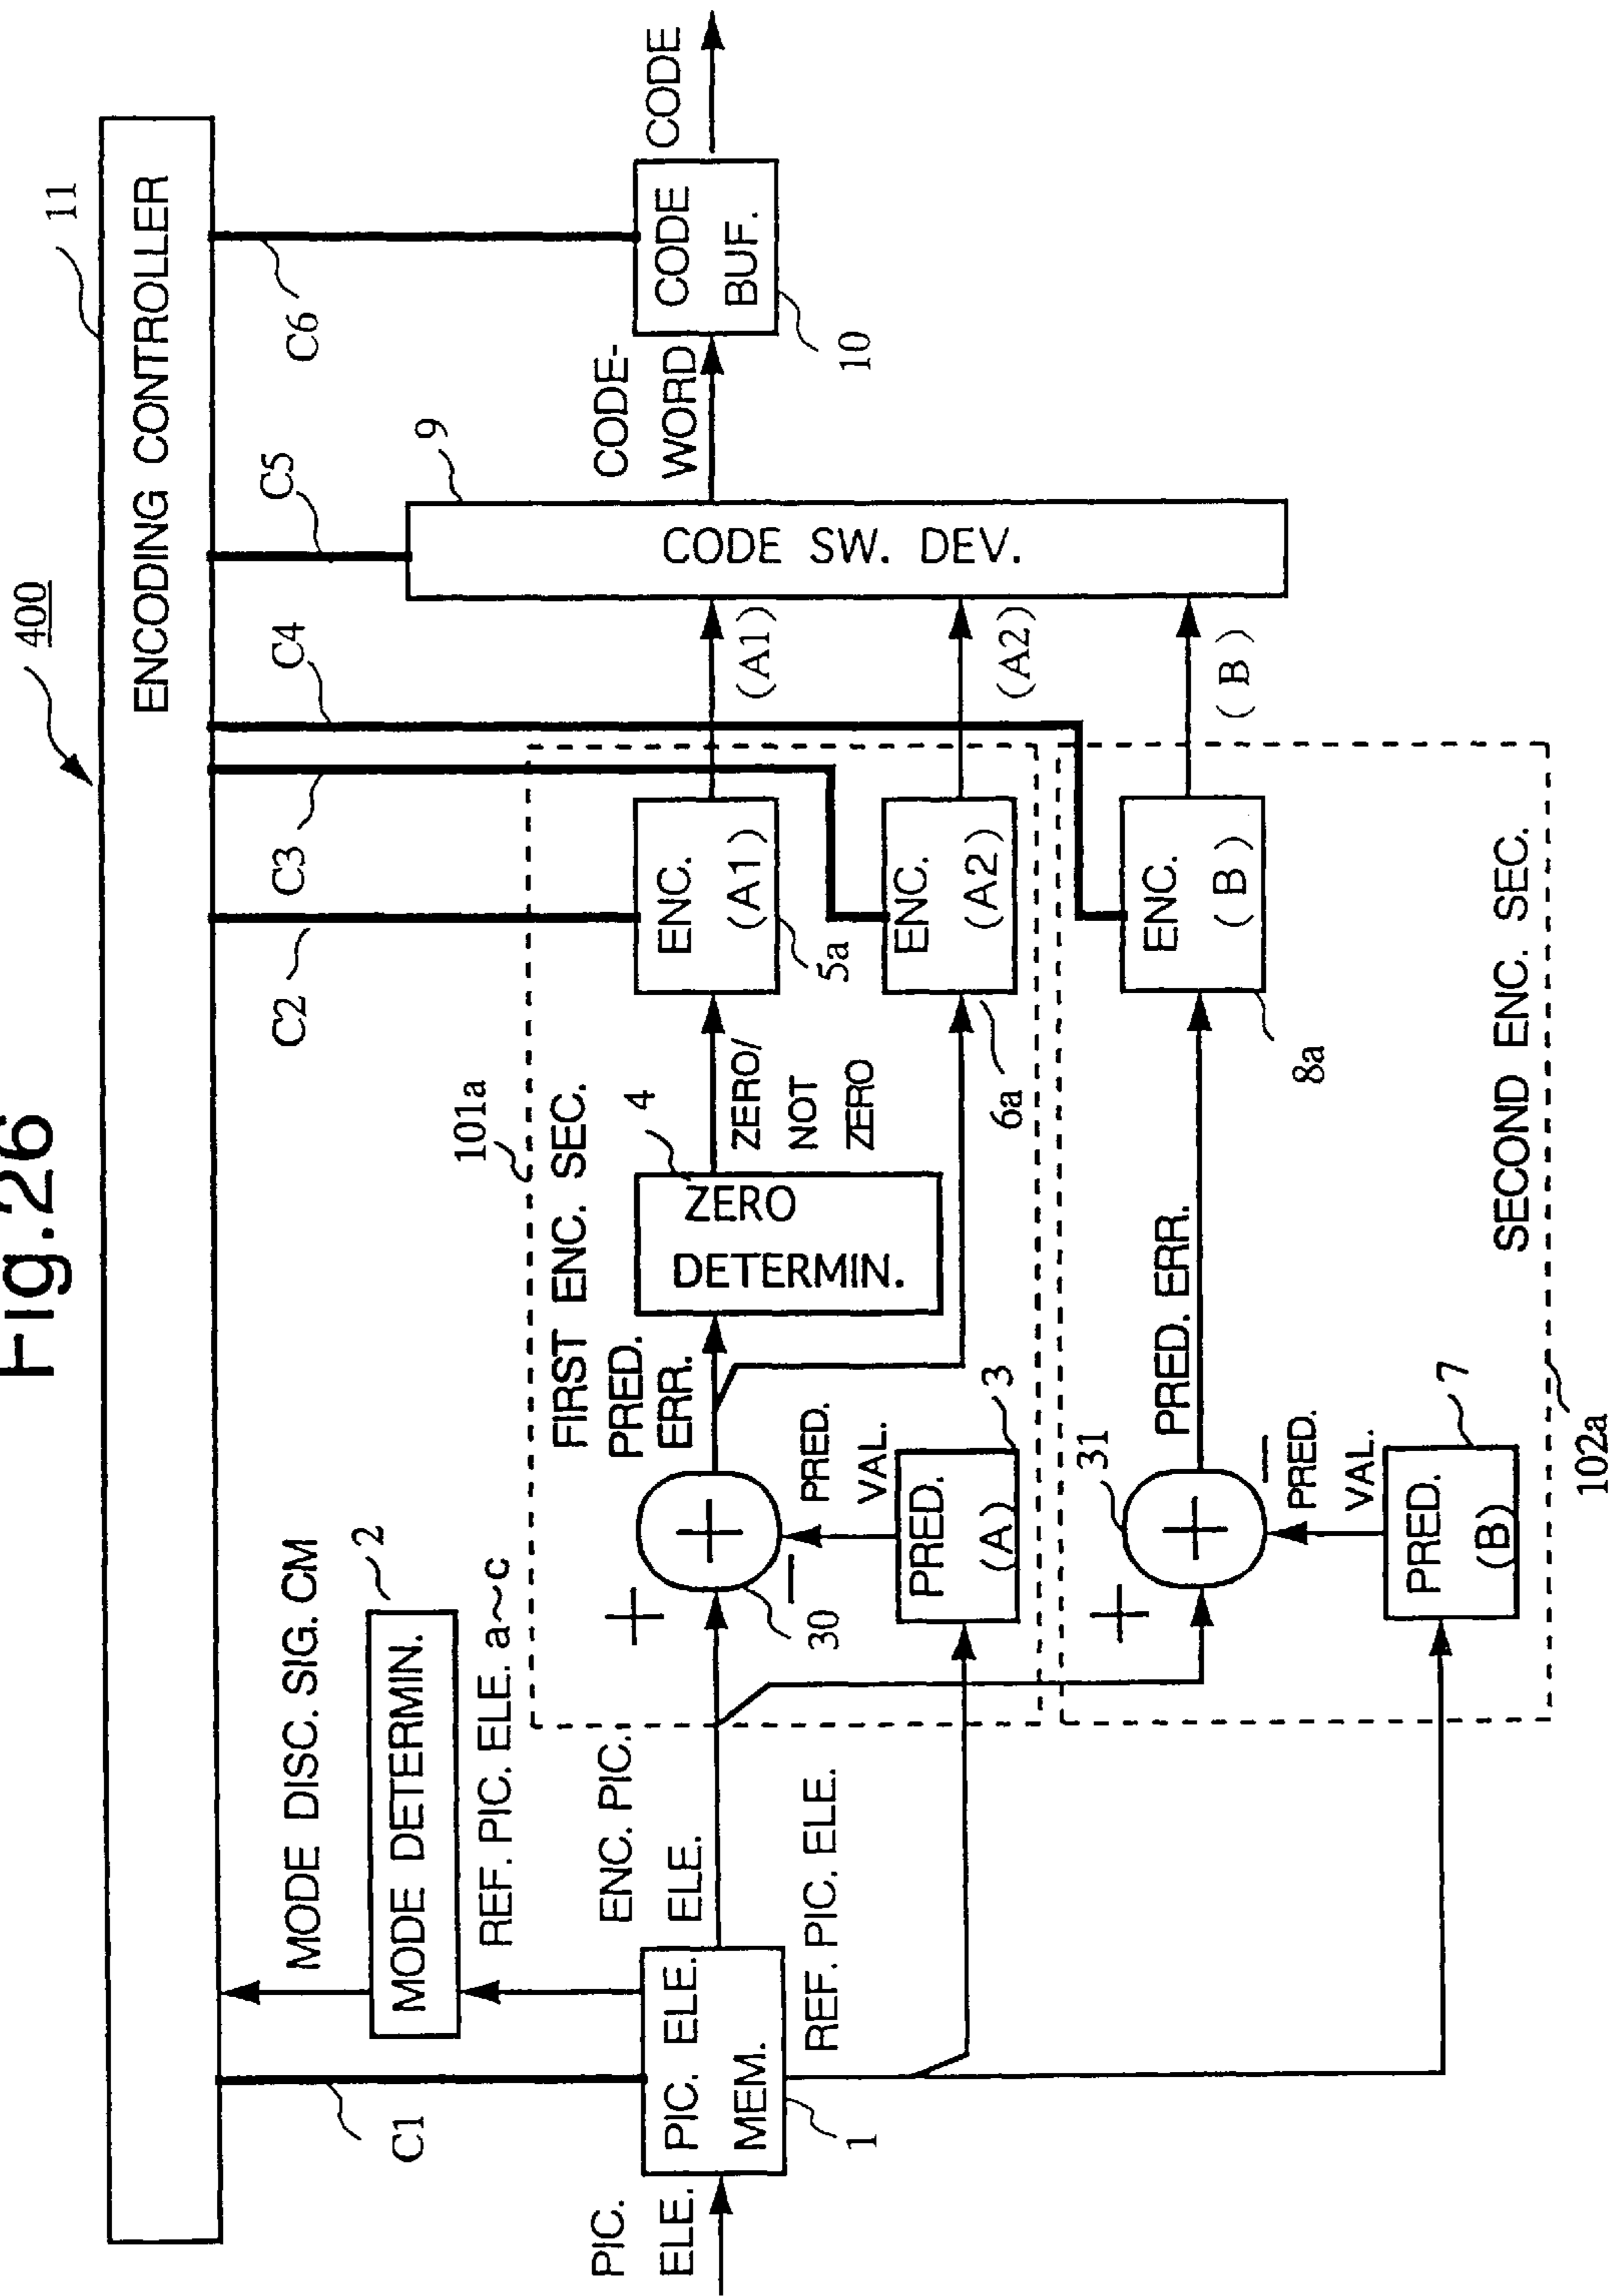 Fig.26
400
11
ENCODING CONTROLLER
C1
MODE DISC. SIG. CM
2
MODE DETERMIN.
REF. PIC. ELE. a~c
C2
C3
C4
C5
C6
PIC.
ELE.
PIC. ELE.
MEM.
1
ENC. PIC.
ELE.
REF. PIC. ELE.
101a
FIRST ENC. SEC.
+
+
30
−
PRED.
ERR.
PRED.
VAL.
PRED.
(A)
3
4
ZERO
DETERMIN.
ZERO/
NOT
ZERO
ENC.
(A1)
5a
ENC.
(A2)
6a
(A1)
(A2)
(B)
9
CODE SW. DEV.
CODE-
WORD
CODE
BUF.
10
CODE
+
31
+
−
PRED. ERR.
PRED.
VAL.
PRED.
(B)
7
ENC.
(B)
8a
SECOND ENC. SEC.
102a